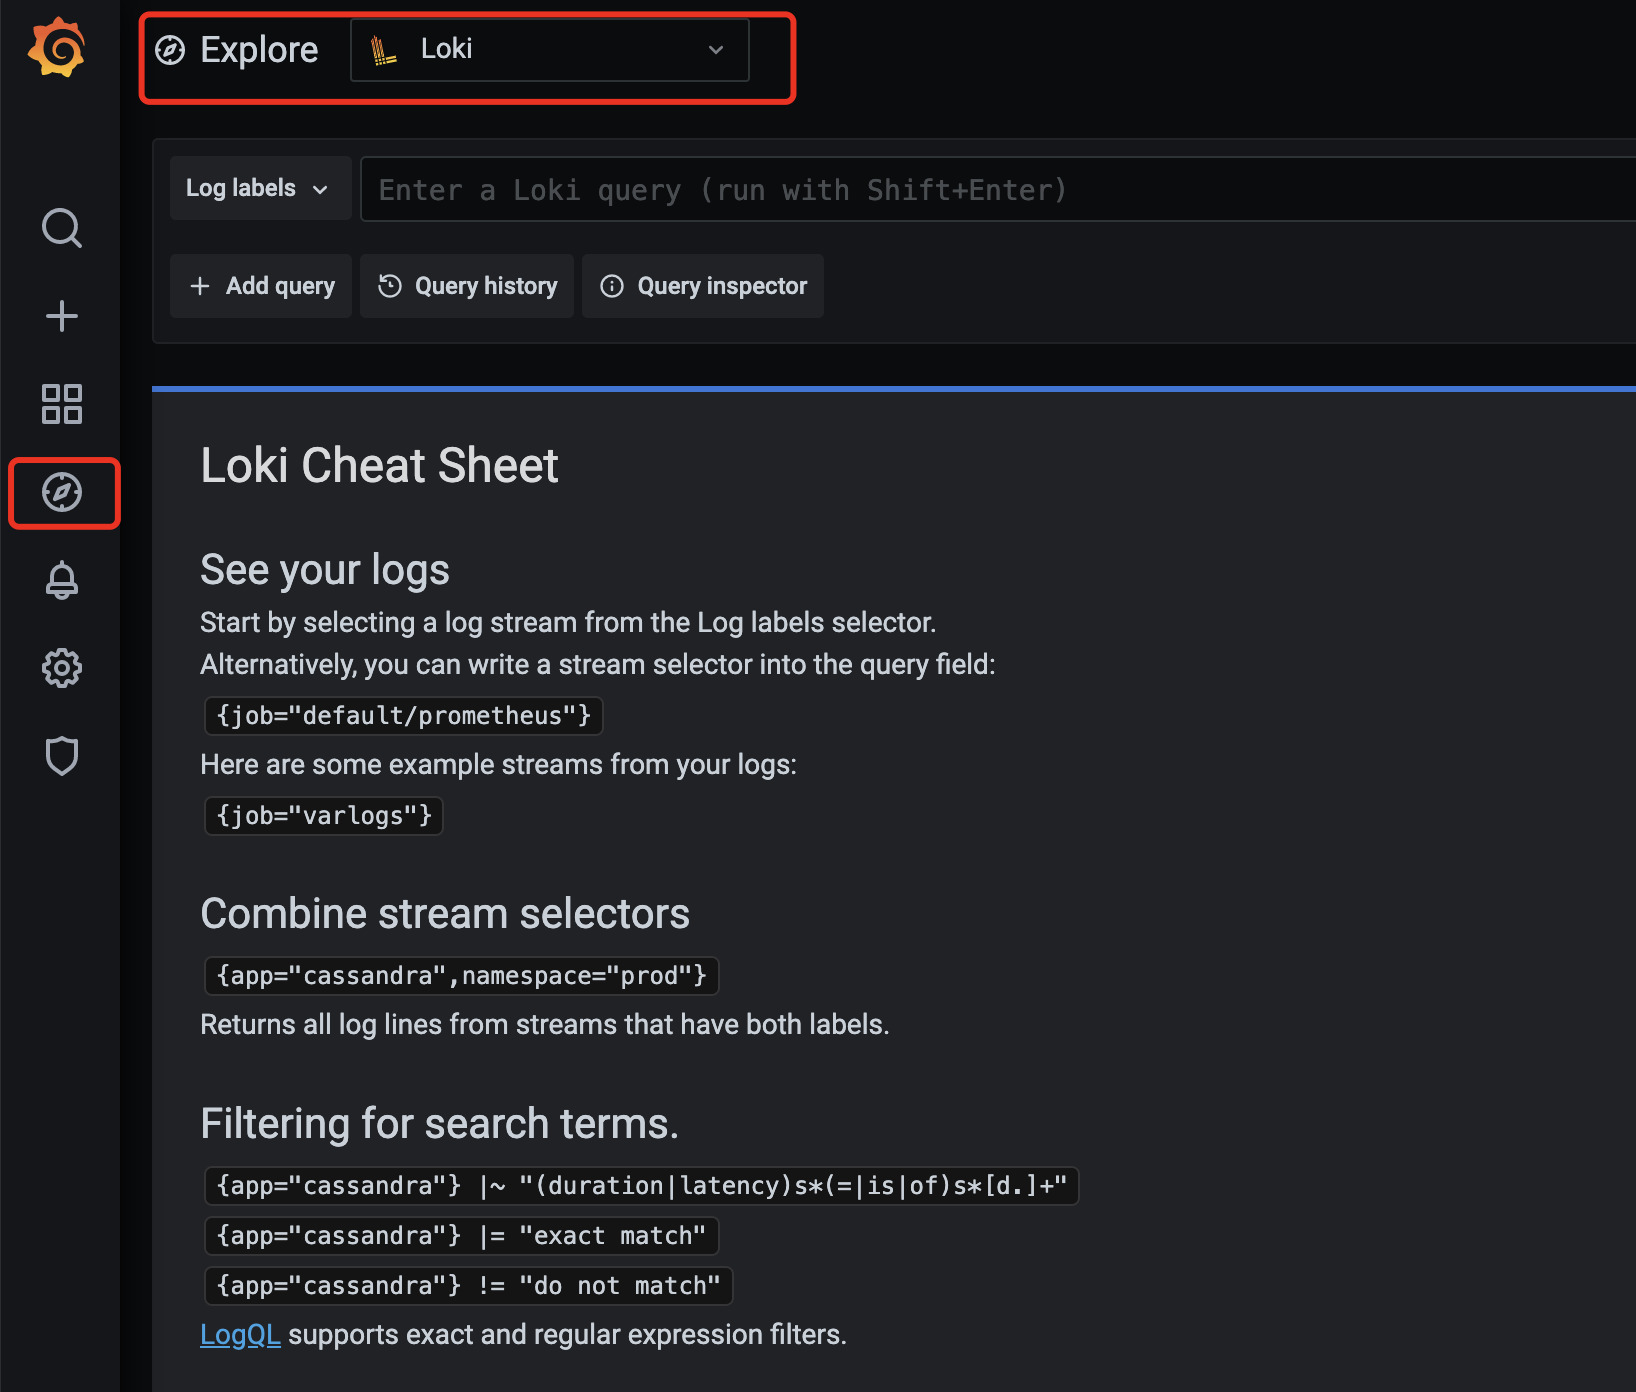 Explore
Loki
Log labels
Enter a Loki query (run with Shift+Enter)
Add query
Query history
Query inspector
Loki Cheat Sheet
See your logs
Start by selecting a log stream from the Log labels selector.
Alternatively, you can write a stream selector into the query field:
{job="default/prometheus"}
Here are some example streams from your logs:
{job="varlogs"}
Combine stream selectors
{app="cassandra",namespace="prod"}
Returns all log lines from streams that have both labels.
Filtering for search terms.
{app="cassandra"} |~ "(duration|latency)s*(=|is|of)s*[d.]+"
{app="cassandra"} |= "exact match"
{app="cassandra"} != "do not match"
LogQL supports exact and regular expression filters.